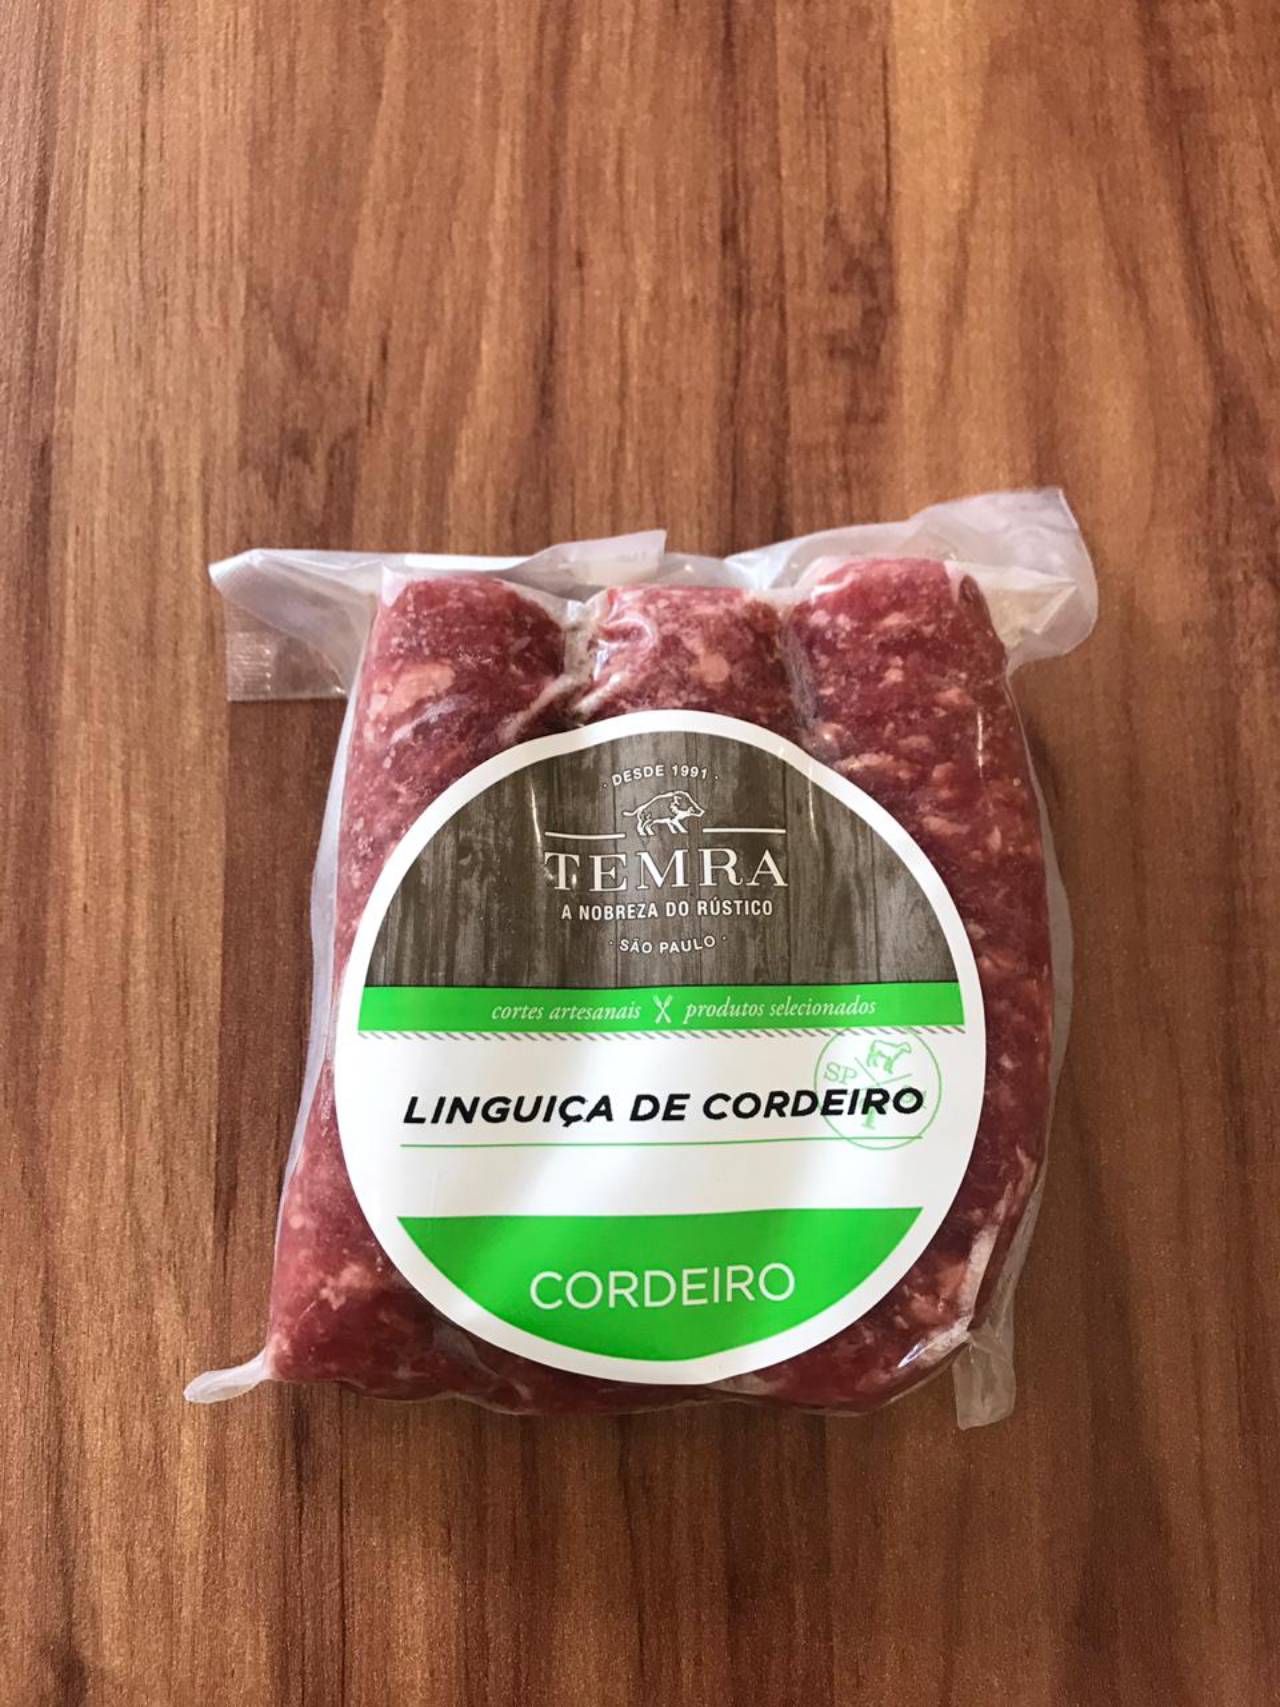 · DESDE 1991 ·
TEMRA
A NOBREZA DO RÚSTICO
· SÃO PAULO ·
cortes artesanais produtos selecionados
SP
LINGUIÇA DE CORDEIRO
CORDEIRO